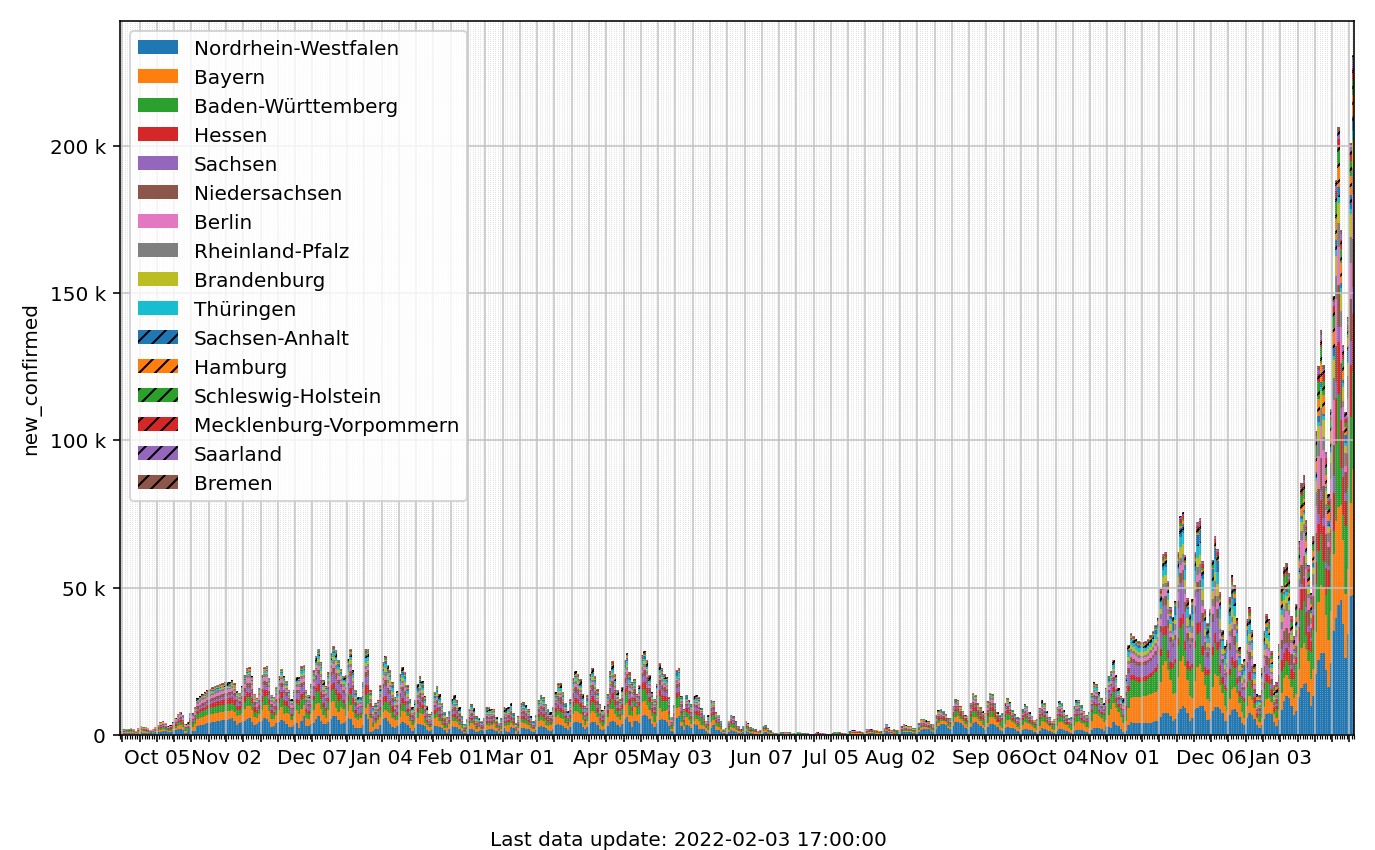 Nordrhein-Westfalen
Bayern
Baden-Württemberg
Hessen
Sachsen
Niedersachsen
Berlin
Rheinland-Pfalz
Brandenburg
Thüringen
Sachsen-Anhalt
Hamburg
Schleswig-Holstein
Mecklenburg-Vorpommern
Saarland
Bremen
new_confirmed
200 k
150 k
100 k
50 k
0
Oct 05 Nov 02 Dec 07 Jan 04 Feb 01 Mar 01 Apr 05 May 03 Jun 07 Jul 05 Aug 02 Sep 06 Oct 04 Nov 01 Dec 06 Jan 03
Last data update: 2022-02-03 17:00:00